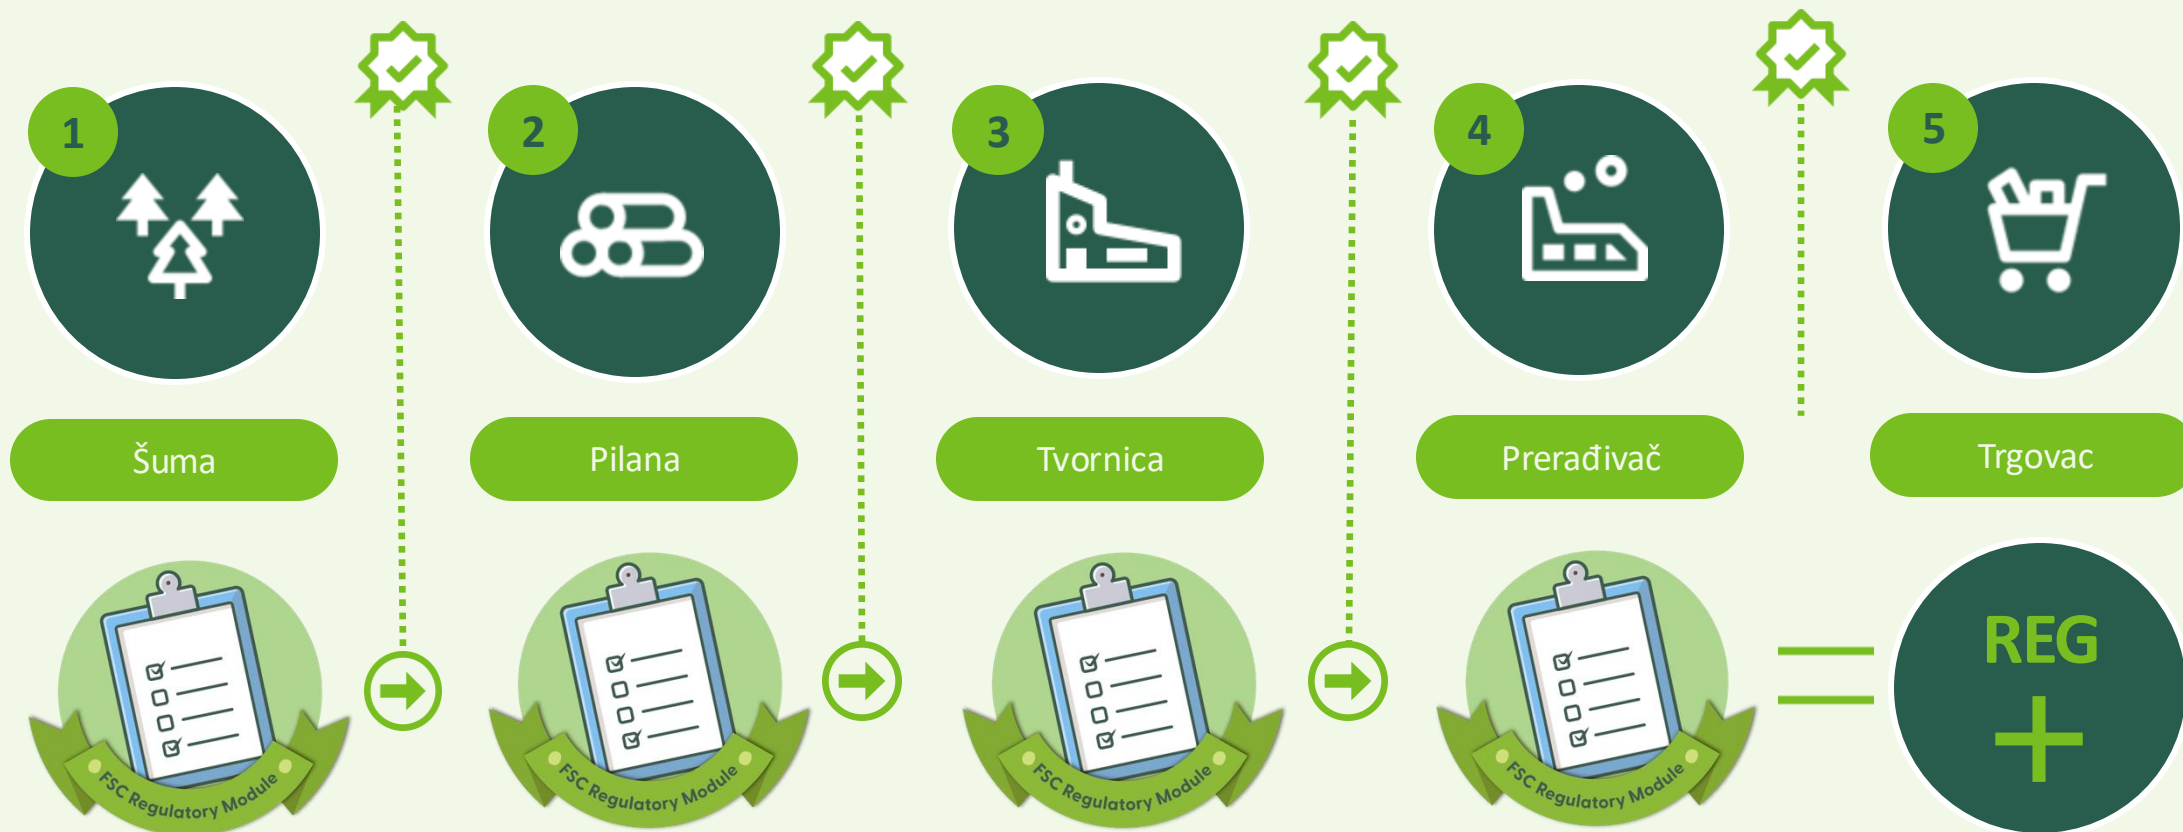 1
2
3
4
5
Šuma
Pilana
Tvornica
Prerađivač
Trgovac
FSC Regulatory Module
FSC Regulatory Module
FSC Regulatory Module
FSC Regulatory Module
REG
+